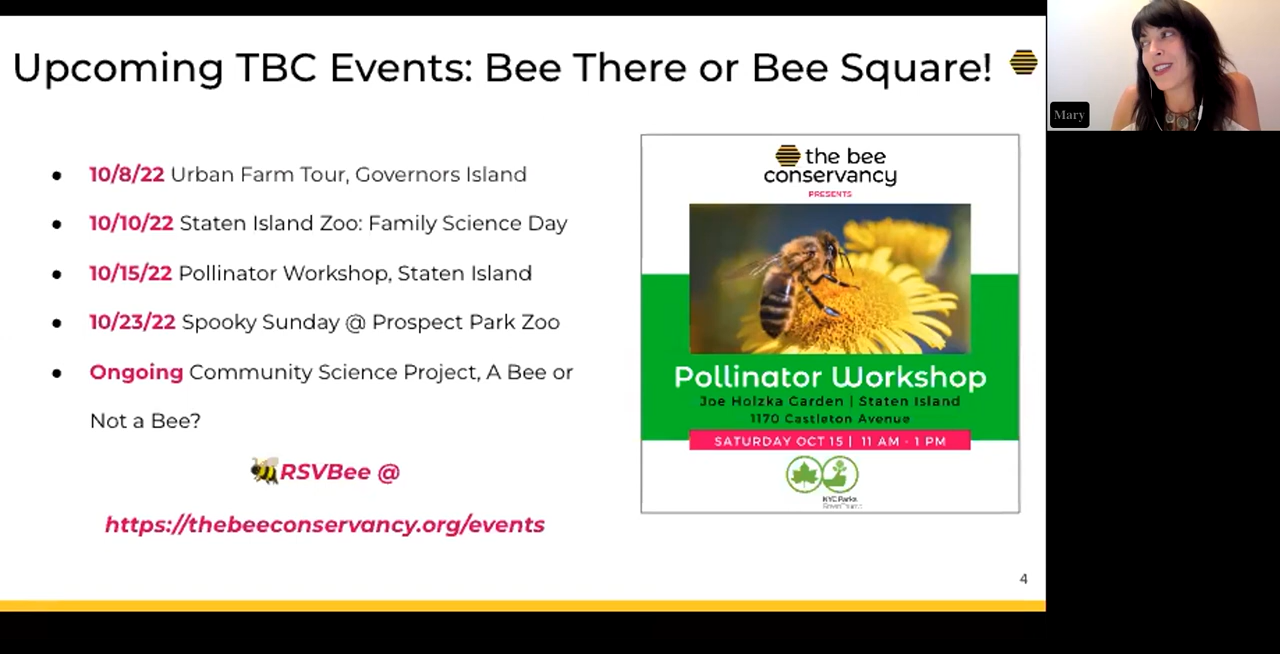 Upcoming TBC Events: Bee There or Bee Square!
Mary
10/8/22 Urban Farm Tour, Governors Island
10/10/22 Staten Island Zoo: Family Science Day
10/15/22 Pollinator Workshop, Staten Island
10/23/22 Spooky Sunday @ Prospect Park Zoo
Ongoing Community Science Project, A Bee or
Not a Bee?
RSVBee @
https://thebeeconservancy.org/events
the bee
conservancy
PRESENTS
Pollinator Workshop
Joe Holzka Garden | Staten Island
1170 Castleton Avenue
SATURDAY OCT 15 | 11 AM - 1 PM
NYC Parks
4